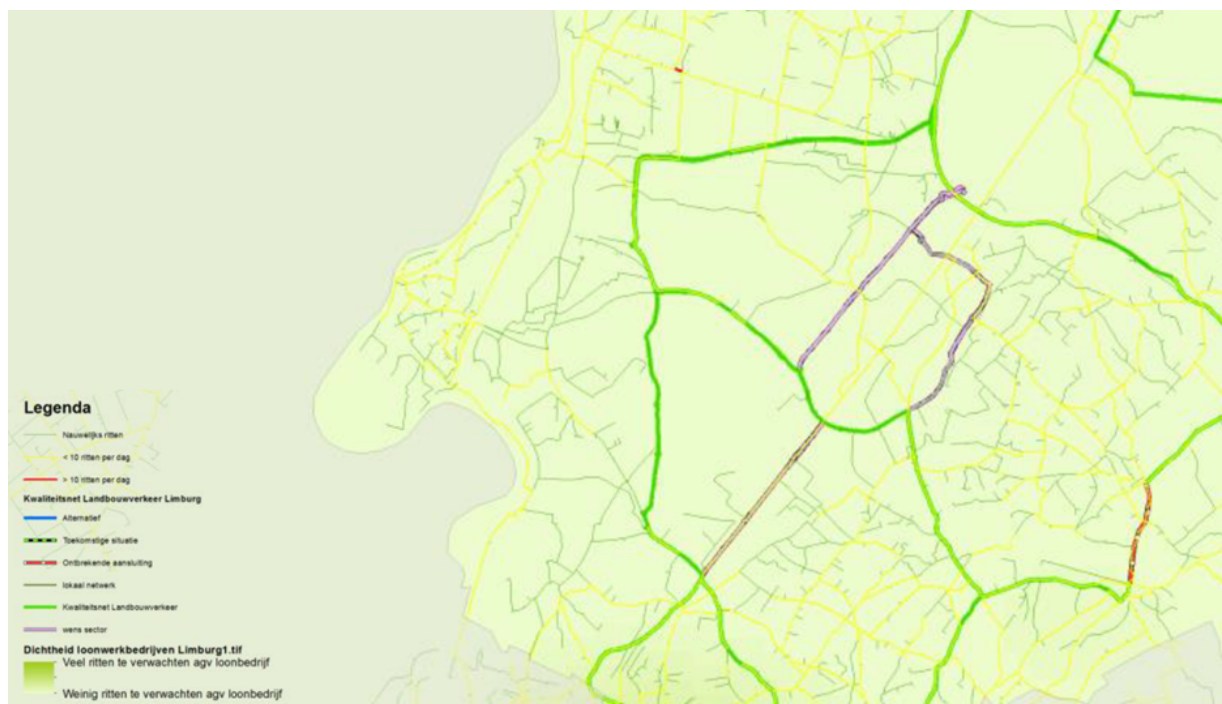 Legenda
Nauwelijks ritten
< 10 ritten per dag
> 10 ritten per dag
Kwaliteitsnet Landbouwverkeer Limburg
Alternatief
Toekomstige situatie
Ontbrekende aansluiting
lokaal netwerk
Kwaliteitsnet Landbouwverkeer
wens sector
Dichtheid loonwerkbedrijven Limburg1.tif
Veel ritten te verwachten agv loonbedrijf
Weinig ritten te verwachten agv loonbedrijf